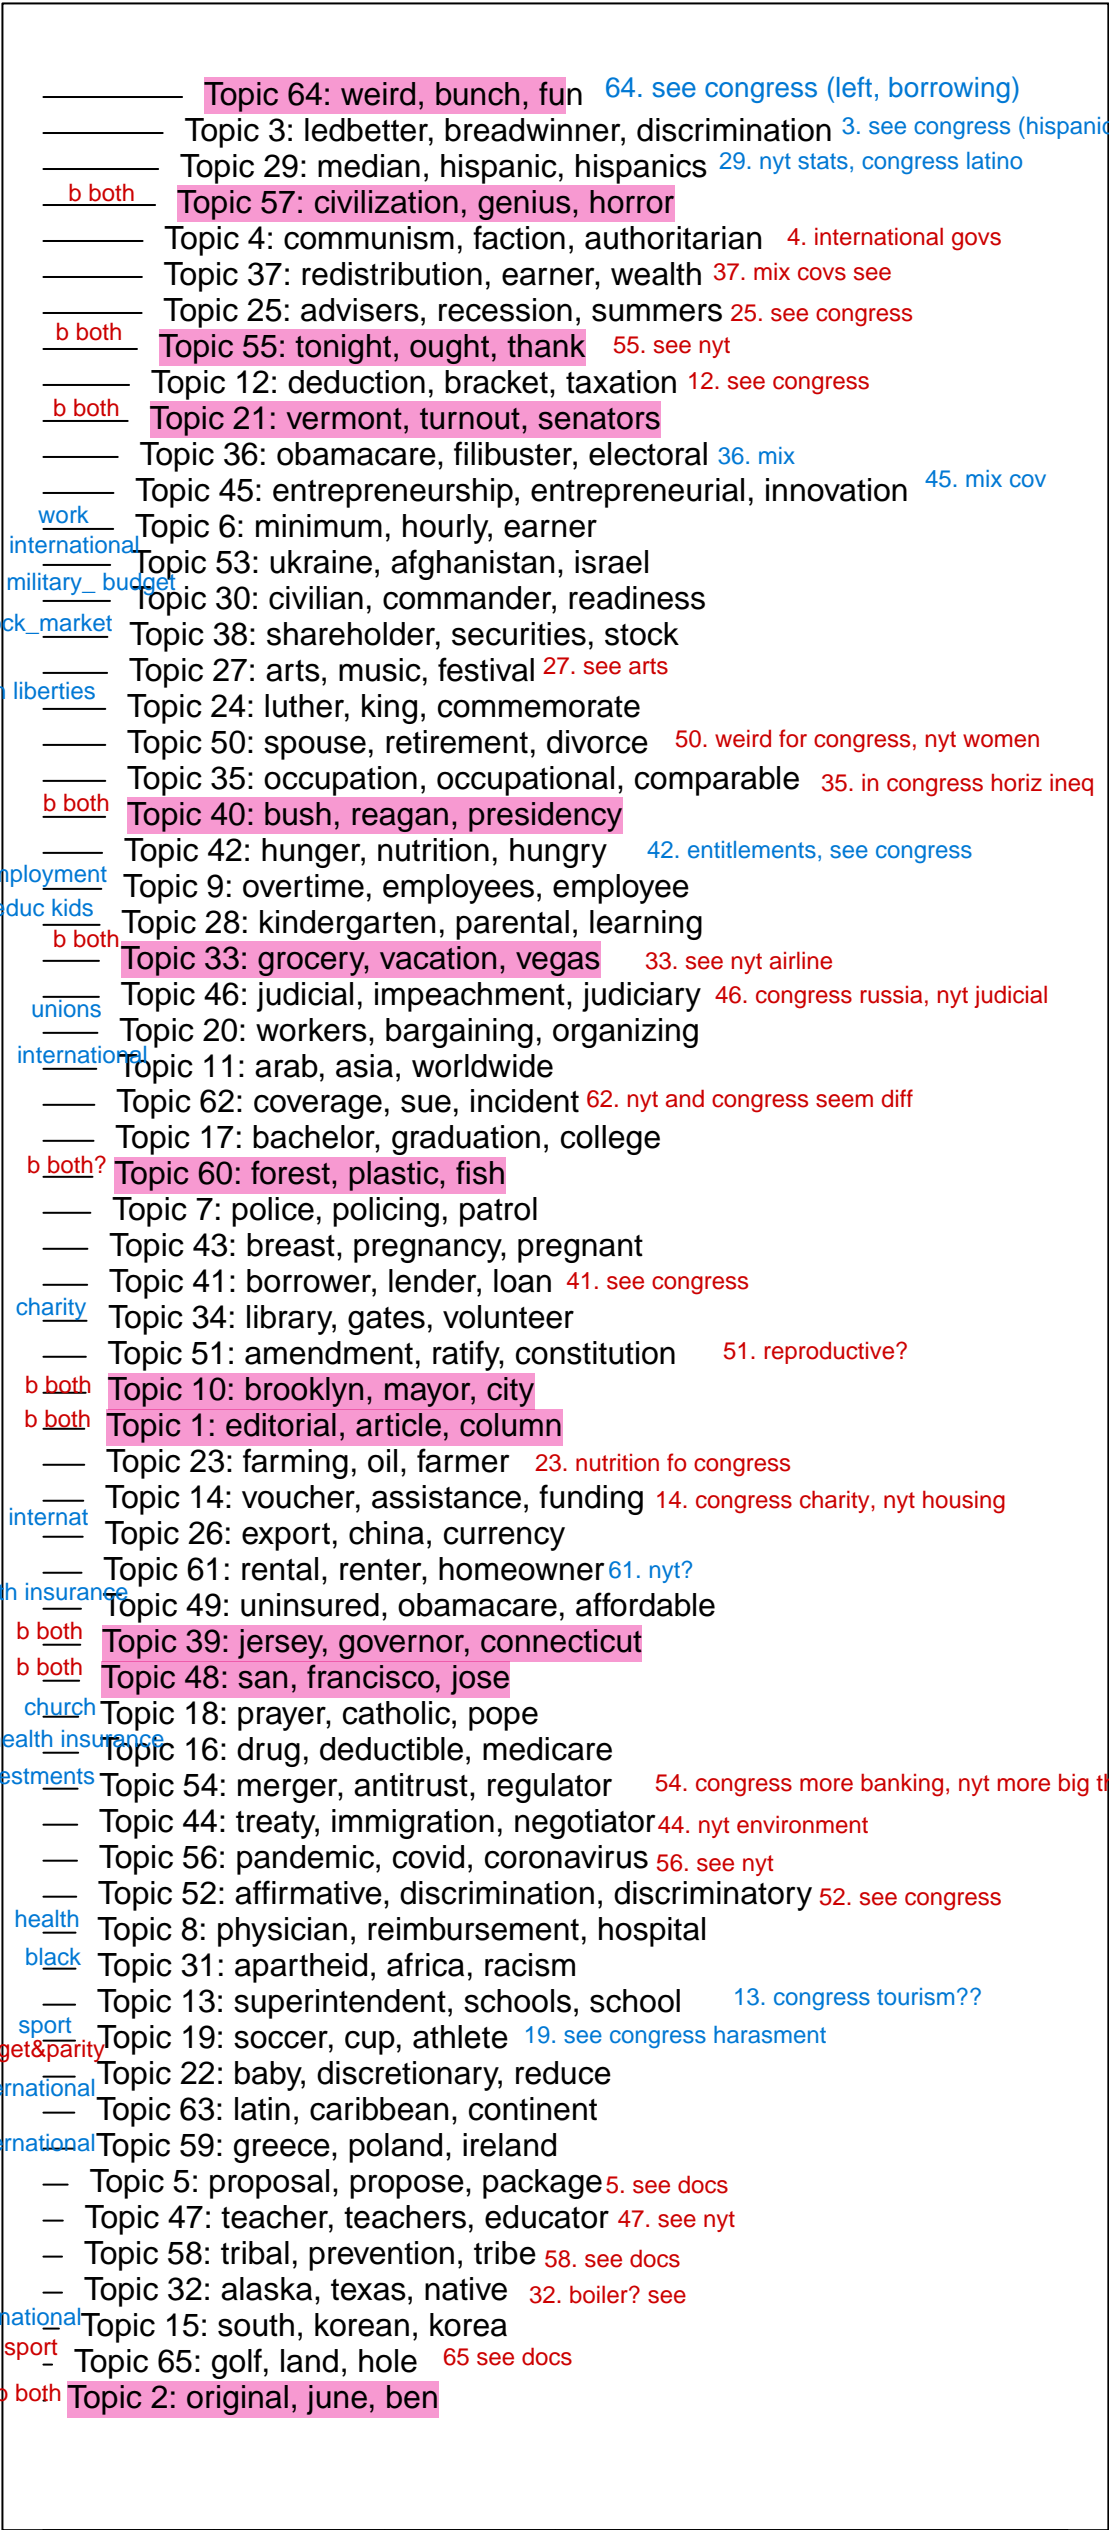 Topic 64: weird, bunch, fun 64. see congress (left, borrowing)
Topic 3: ledbetter, breadwinner, discrimination 3. see congress (hispanic
Topic 29: median, hispanic, hispanics 29. nyt stats, congress latino
b both Topic 57: civilization, genius, horror
Topic 4: communism, faction, authoritarian 4. international govs
Topic 37: redistribution, earner, wealth 37. mix covs see
Topic 25: advisers, recession, summers 25. see congress
b both Topic 55: tonight, ought, thank 55. see nyt
Topic 12: deduction, bracket, taxation 12. see congress
b both Topic 21: vermont, turnout, senators
Topic 36: obamacare, filibuster, electoral 36. mix
Topic 45: entrepreneurship, entrepreneurial, innovation 45. mix cov
work Topic 6: minimum, hourly, earner
international Topic 53: ukraine, afghanistan, israel
military_ budget Topic 30: civilian, commander, readiness
ck_market Topic 38: shareholder, securities, stock
Topic 27: arts, music, festival 27. see arts
liberties Topic 24: luther, king, commemorate
Topic 50: spouse, retirement, divorce 50. weird for congress, nyt women
Topic 35: occupation, occupational, comparable 35. in congress horiz ineq
b both Topic 40: bush, reagan, presidency
Topic 42: hunger, nutrition, hungry 42. entitlements, see congress
nployment Topic 9: overtime, employees, employee
educ kids Topic 28: kindergarten, parental, learning
b both Topic 33: grocery, vacation, vegas 33. see nyt airline
Topic 46: judicial, impeachment, judiciary 46. congress russia, nyt judicial
unions Topic 20: workers, bargaining, organizing
international Topic 11: arab, asia, worldwide
Topic 62: coverage, sue, incident 62. nyt and congress seem diff
Topic 17: bachelor, graduation, college
b both? Topic 60: forest, plastic, fish
Topic 7: police, policing, patrol
Topic 43: breast, pregnancy, pregnant
Topic 41: borrower, lender, loan 41. see congress
charity Topic 34: library, gates, volunteer
Topic 51: amendment, ratify, constitution 51. reproductive?
b both Topic 10: brooklyn, mayor, city
b both Topic 1: editorial, article, column
Topic 23: farming, oil, farmer 23. nutrition fo congress
Topic 14: voucher, assistance, funding 14. congress charity, nyt housing
internat Topic 26: export, china, currency
Topic 61: rental, renter, homeowner 61. nyt?
th insurance Topic 49: uninsured, obamacare, affordable
b both Topic 39: jersey, governor, connecticut
b both Topic 48: san, francisco, jose
church Topic 18: prayer, catholic, pope
ealth insurance Topic 16: drug, deductible, medicare
estments Topic 54: merger, antitrust, regulator 54. congress more banking, nyt more big th
Topic 44: treaty, immigration, negotiator 44. nyt environment
Topic 56: pandemic, covid, coronavirus 56. see nyt
Topic 52: affirmative, discrimination, discriminatory 52. see congress
health Topic 8: physician, reimbursement, hospital
black Topic 31: apartheid, africa, racism
Topic 13: superintendent, schools, school 13. congress tourism??
sport Topic 19: soccer, cup, athlete 19. see congress harasment
get&parity Topic 22: baby, discretionary, reduce
ernational Topic 63: latin, caribbean, continent
ernational Topic 59: greece, poland, ireland
Topic 5: proposal, propose, package 5. see docs
Topic 47: teacher, teachers, educator 47. see nyt
Topic 58: tribal, prevention, tribe 58. see docs
Topic 32: alaska, texas, native 32. boiler? see
national Topic 15: south, korean, korea
sport Topic 65: golf, land, hole 65 see docs
b both Topic 2: original, june, ben